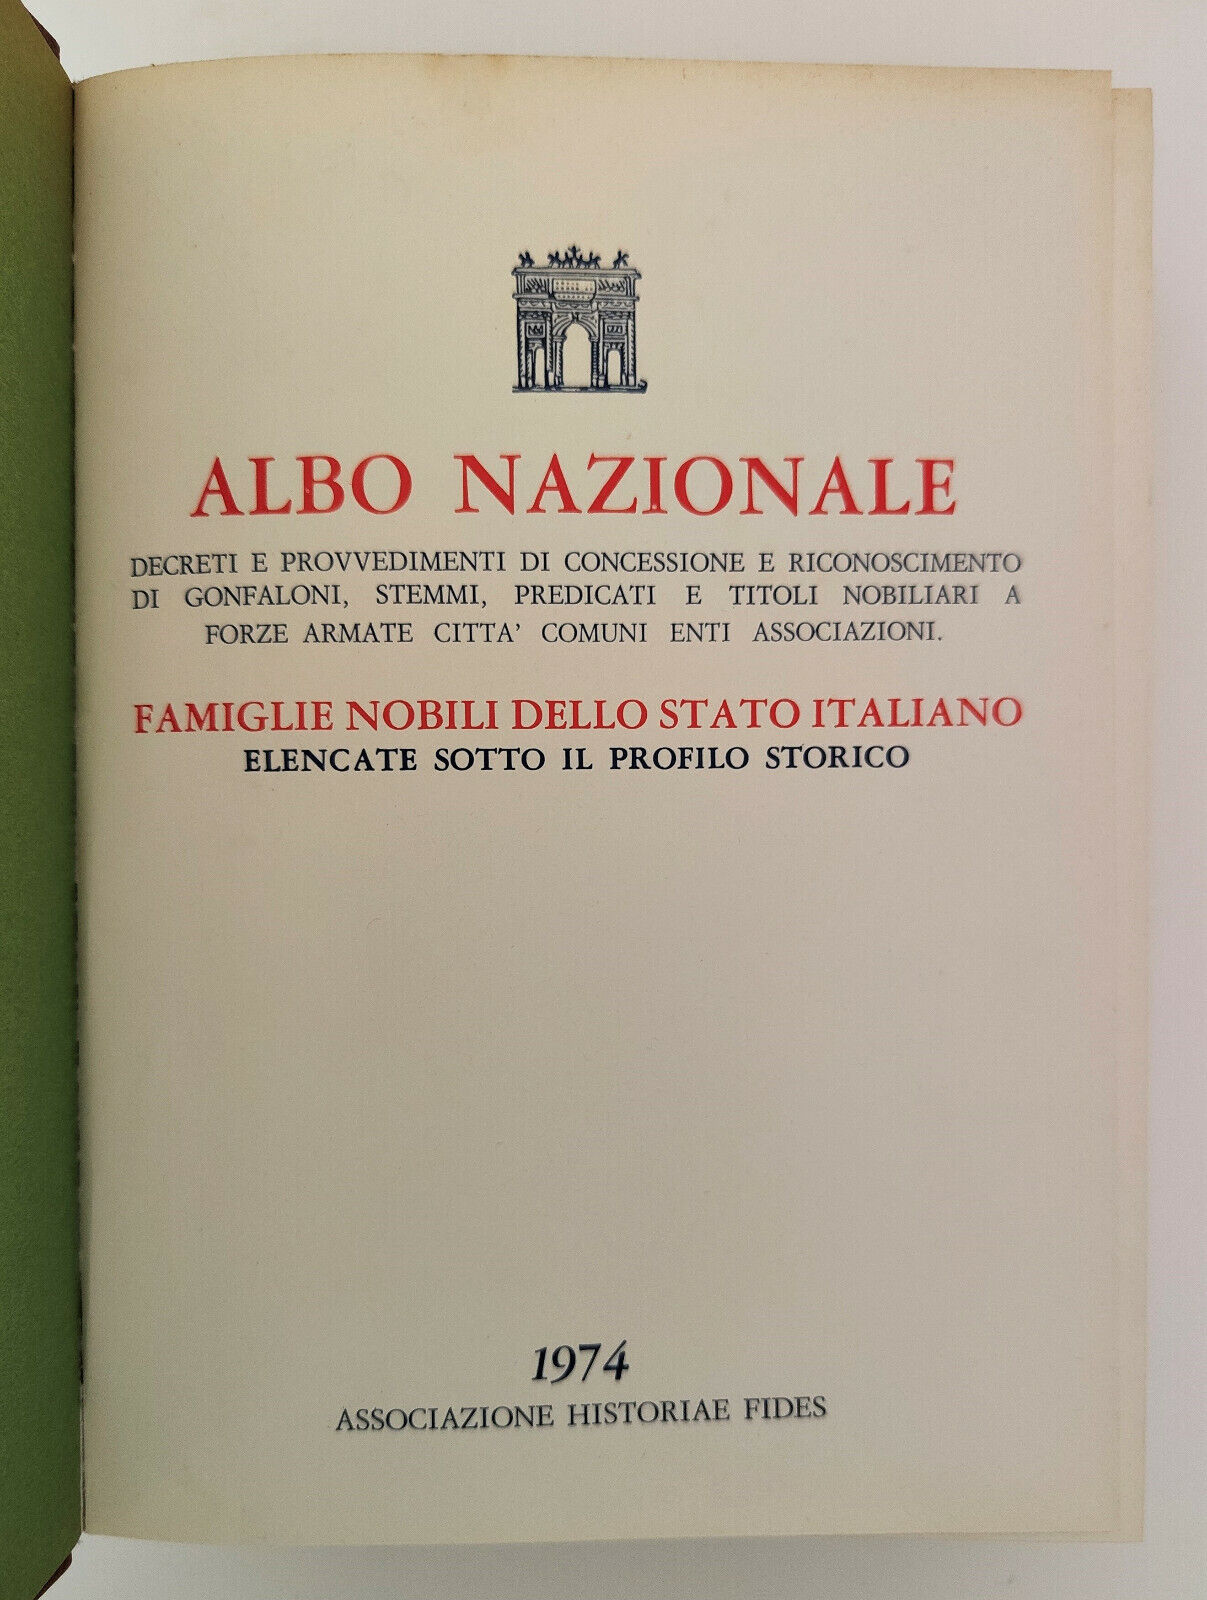 ALBO NAZIONALE
DECRETI E PROVVEDIMENTI DI CONCESSIONE E RICONOSCIMENTO
DI GONFALONI, STEMMI, PREDICATI E TITOLI NOBILIARI A
FORZE ARMATE CITTA' COMUNI ENTI ASSOCIAZIONI.
FAMIGLIE NOBILI DELLO STATO ITALIANO
ELENCATE SOTTO IL PROFILO STORICO
1974
ASSOCIAZIONE HISTORIAE FIDES